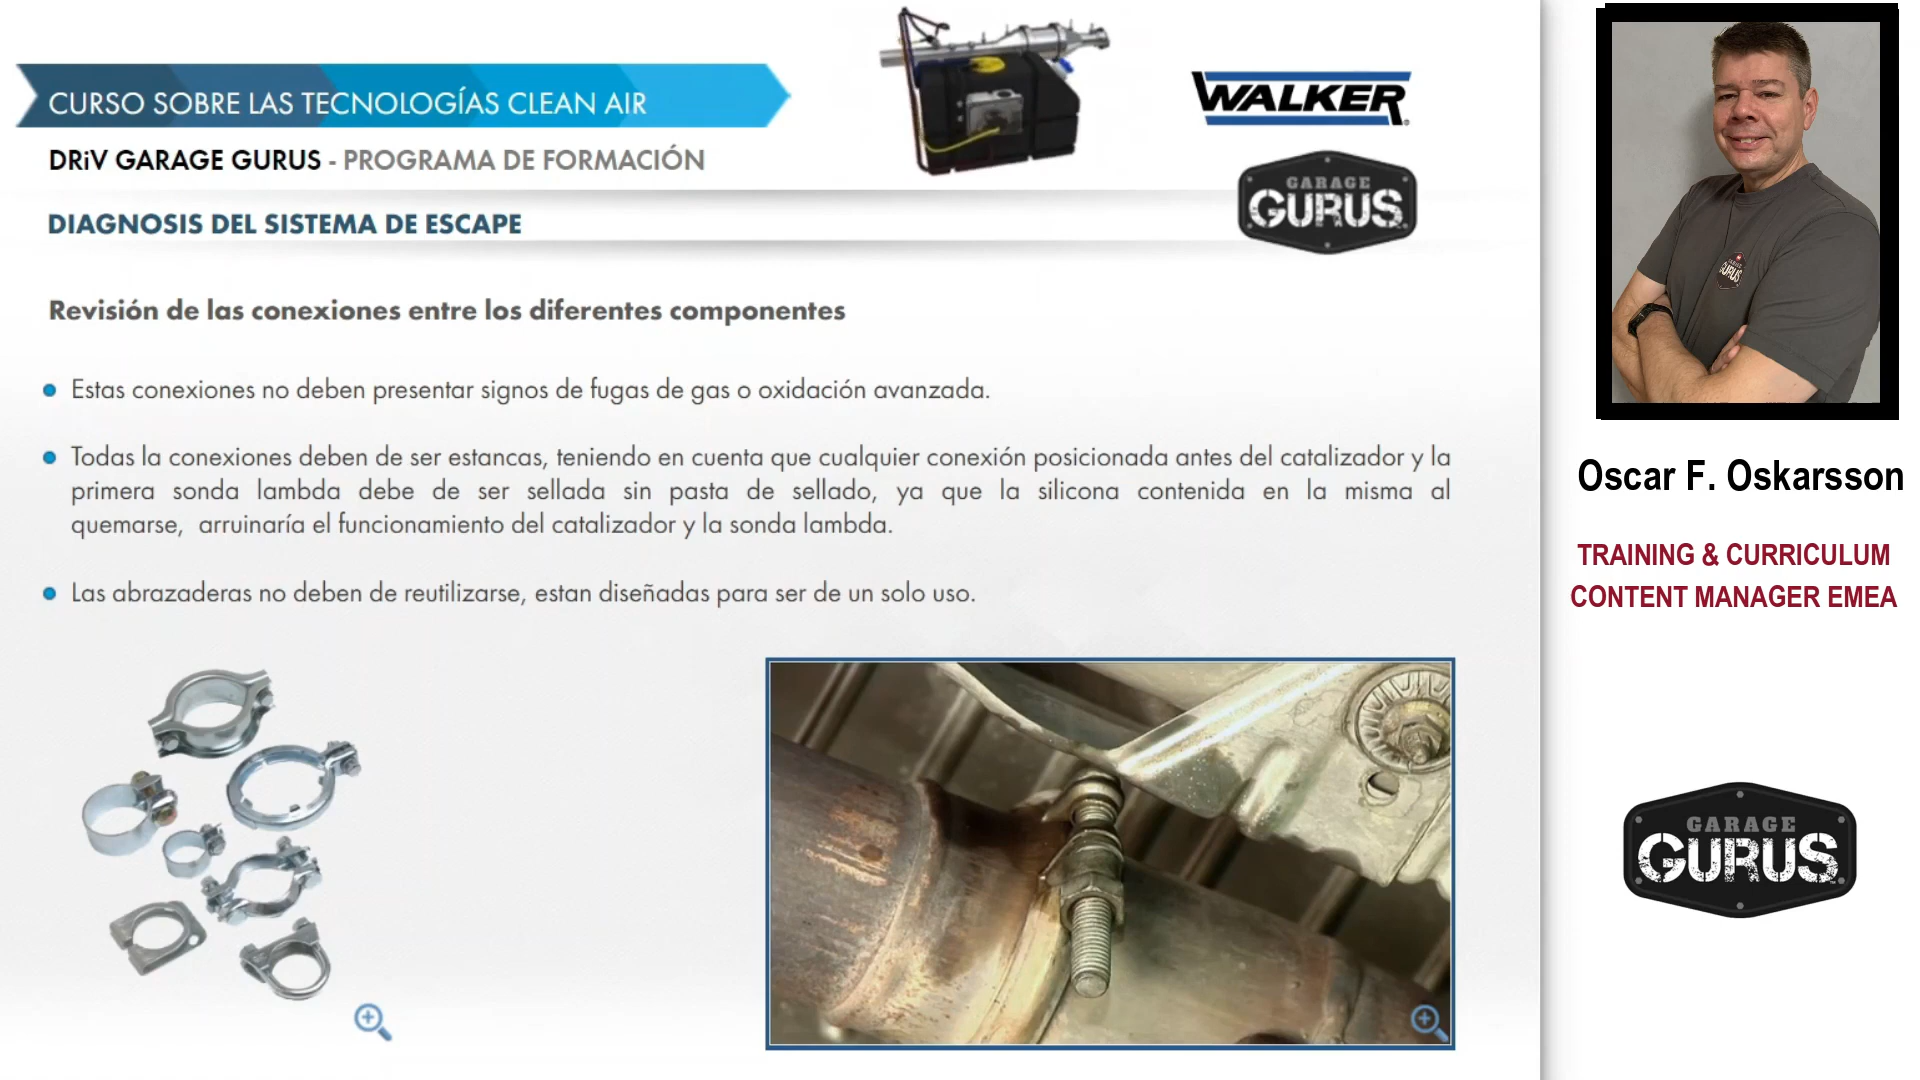 CURSO SOBRE LAS TECNOLOGÍAS CLEAN AIR
DRiV GARAGE GURUS - PROGRAMA DE FORMACIÓN
WALKER®
GARAGE
GURUS
DIAGNOSIS DEL SISTEMA DE ESCAPE
Revisión de las conexiones entre los diferentes componentes
Estas conexiones no deben presentar signos de fugas de gas o oxidación avanzada.
Todas la conexiones deben de ser estancas, teniendo en cuenta que cualquier conexión posicionada antes del catalizador y la
primera sonda lambda debe de ser sellada sin pasta de sellado, ya que la silicona contenida en la misma al
quemarse, arruinaría el funcionamiento del catalizador y la sonda lambda.
Las abrazaderas no deben de reutilizarse, estan diseñadas para ser de un solo uso.
GARAGE
GURUS
Oscar F. Oskarsson
TRAINING & CURRICULUM
CONTENT MANAGER EMEA
GARAGE
GURUS